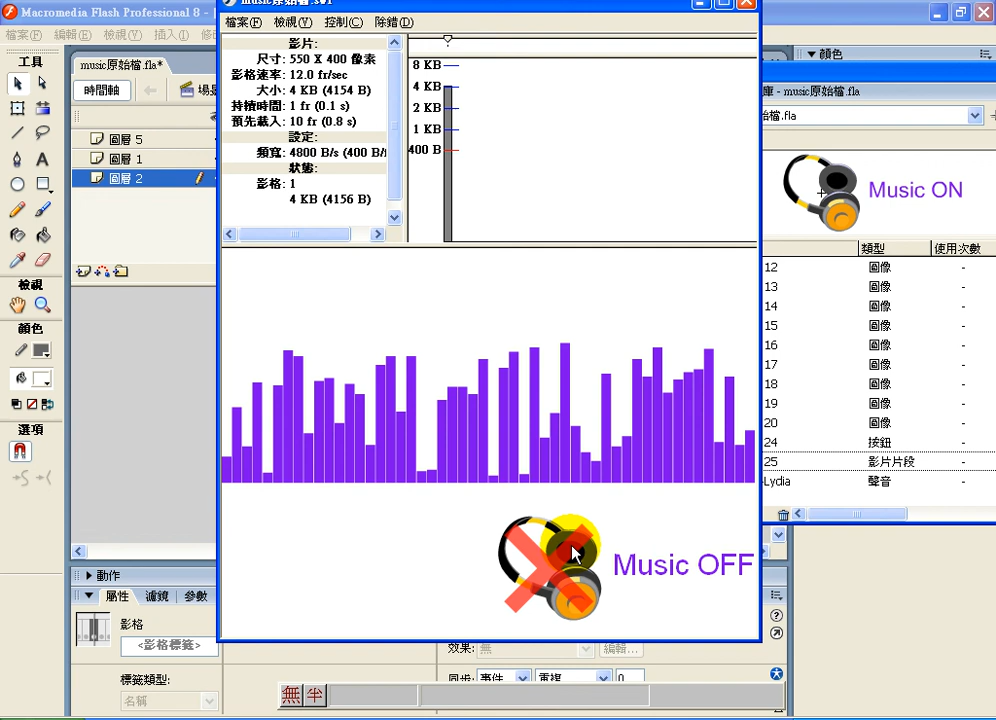 Macromedia Flash Professional 8 -
檔案(F) 編輯(E) 檢視(V) 插入(I)
工具
music原始檔.fla*
時間軸
圖層 5
圖層 1
圖層 2
檢視
顏色
選項
music原始檔.swf
檔案(F) 檢視(V) 控制(C) 除錯(D)
影片:
尺寸: 550 X 400 像素
影格速率: 12.0 fr/sec
大小: 4 KB (4154 B)
持續時間: 1 fr (0.1 s)
預先載入: 10 fr (0.8 s)
設定:
頻寬: 4800 B/s (400 B/f
狀態:
影格: 1
4 KB (4156 B)
8 KB
4 KB
2 KB
1 KB
400 B
Music OFF
顏色
庫 - music原始檔.fla
始檔.fla
Music ON
類型 使用次數
12 圖像 -
13 圖像 -
14 圖像 -
15 圖像 -
16 圖像 -
17 圖像 -
18 圖像 -
19 圖像 -
20 圖像 -
24 按鈕 -
25 影片片段 -
Lydia 聲音 -
動作
屬性 濾鏡 參數
影格
<影格標籤>
標籤類型:
名稱
效果: 無 編輯...
同步: 事件 重複 0
無 半